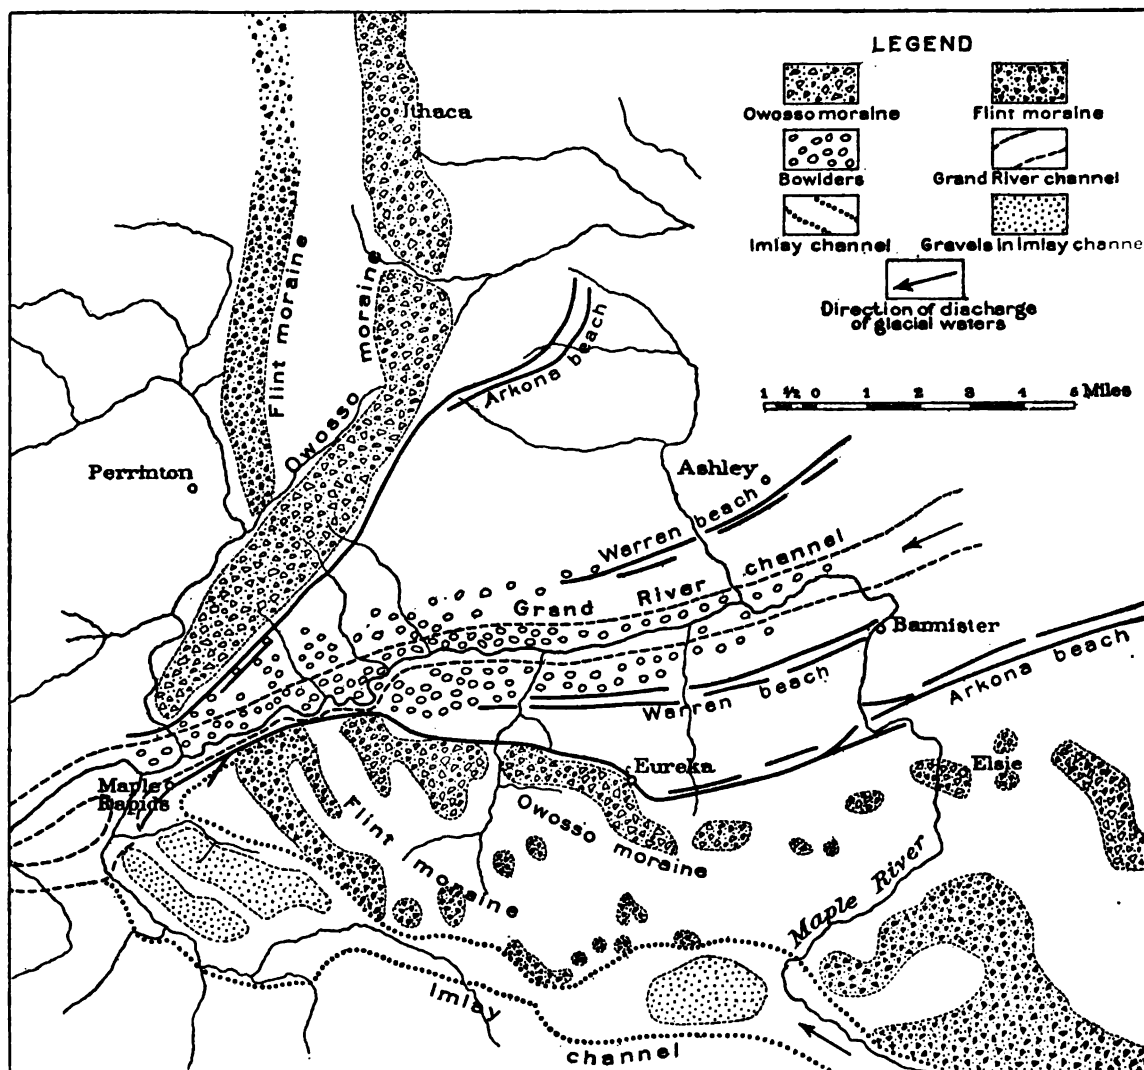 LEGEND
Owosso moraine
Flint moraine
Bowlders
Grand River channel
Imlay channel
Gravels in Imlay channe
Direction of discharge
of glacial waters
1 ½ 0 1 2 3 4 5 Miles
Ithaca
Flint moraine
Owosso moraine
Arkona beach
Perrinton
Ashley
Warren beach
Grand River channel
Bannister
Warren beach
Arkona beach
Maple
Rapids
Eureka
Elsie
Flint moraine
Owosso moraine
Maple River
Imlay
channel